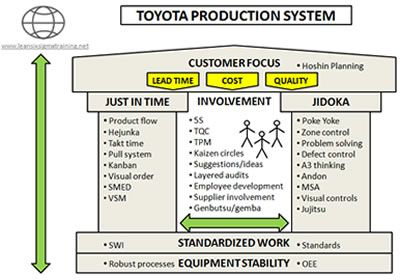 TOYOTA PRODUCTION SYSTEM
www.leansixsigmatraining.net
CUSTOMER FOCUS
• Hoshin Planning
LEAD TIME
COST
QUALITY
JUST IN TIME
• Product flow
• Hejunka
• Takt time
• Pull system
• Kanban
• Visual order
• SMED
• VSM
INVOLVEMENT
• 5S
• TQC
• TPM
• Kaizen circles
• Suggestions/ideas
• Layered audits
• Employee development
• Supplier involvement
• Genbutsu/gemba
JIDOKA
• Poke Yoke
• Zone control
• Problem solving
• Defect control
• A3 thinking
• Andon
• MSA
• Visual controls
• Jujitsu
• SWI
STANDARDIZED WORK
• Standards
• Robust processes
EQUIPMENT STABILITY
• OEE